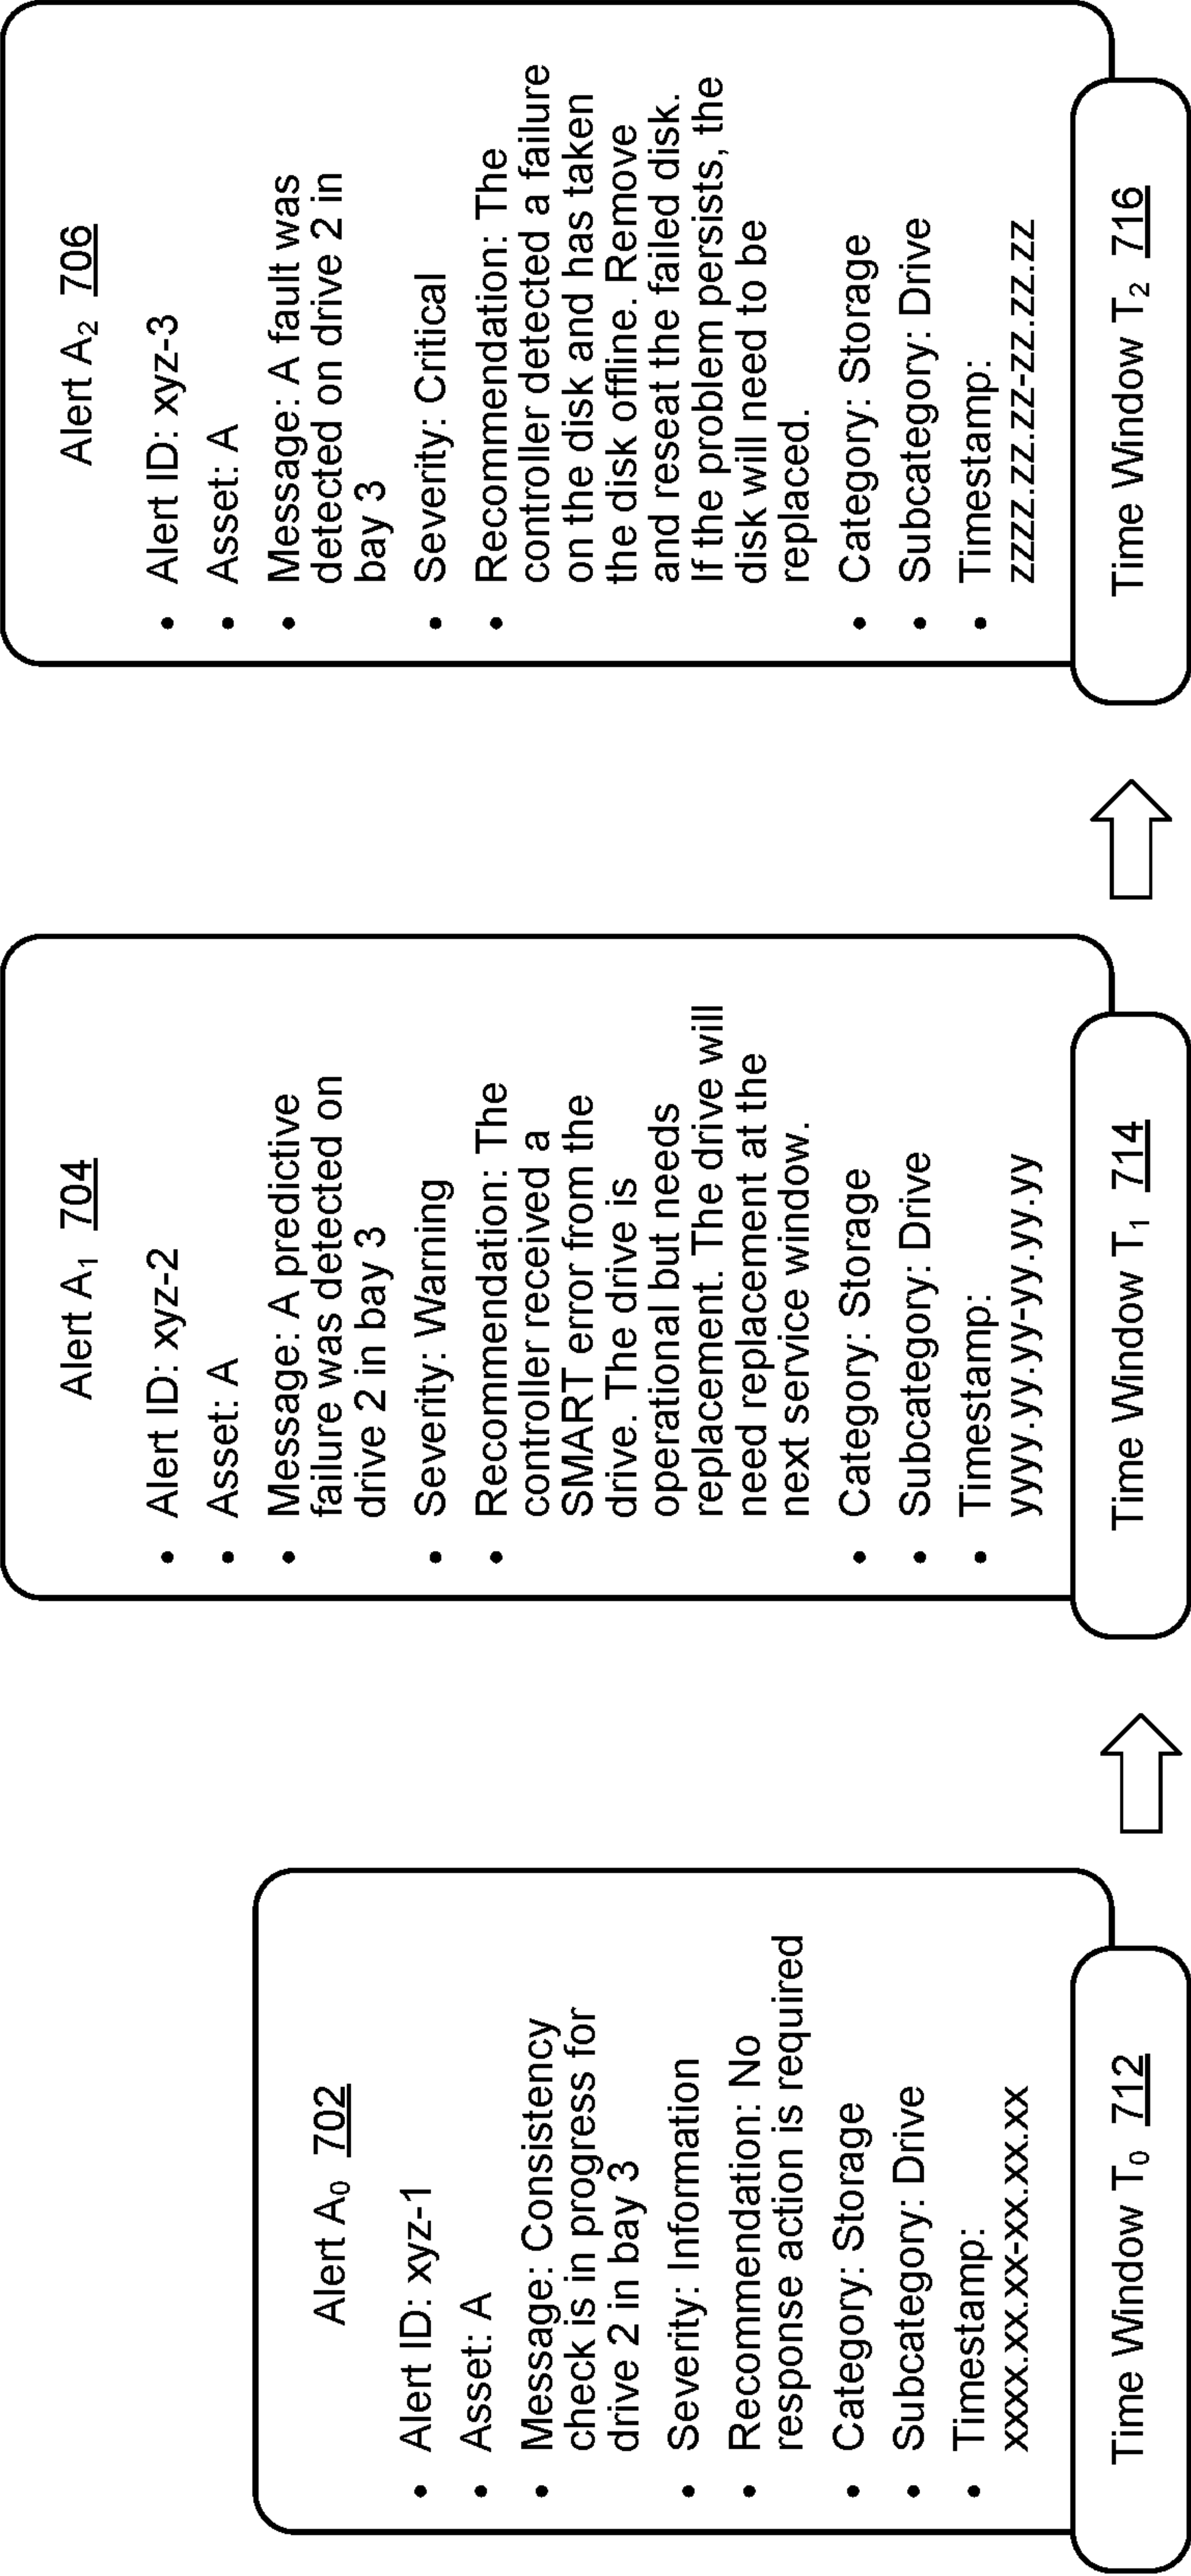 Alert A0 702
• Alert ID: xyz-1
• Asset: A
• Message: Consistency
check is in progress for
drive 2 in bay 3
• Severity: Information
• Recommendation: No
response action is required
• Category: Storage
• Subcategory: Drive
• Timestamp:
xxxx.xx.xx.xx-xx.xx.xx.xx
Time Window T0 712
Alert A1 704
• Alert ID: xyz-2
• Asset: A
• Message: A predictive
failure was detected on
drive 2 in bay 3
• Severity: Warning
• Recommendation: The
controller received a
SMART error from the
drive. The drive is
operational but needs
replacement. The drive will
need replacement at the
next service window.
• Category: Storage
• Subcategory: Drive
• Timestamp:
yyyy.yy.yy.yy-yy.yy.yy.yy
Time Window T1 714
Alert A2 706
• Alert ID: xyz-3
• Asset: A
• Message: A fault was
detected on drive 2 in
bay 3
• Severity: Critical
• Recommendation: The
controller detected a failure
on the disk and has taken
the disk offline. Remove
and reseat the failed disk.
If the problem persists, the
disk will need to be
replaced.
• Category: Storage
• Subcategory: Drive
• Timestamp:
zzzz.zz.zz.zz-zz.zz.zz.zz
Time Window T2 716